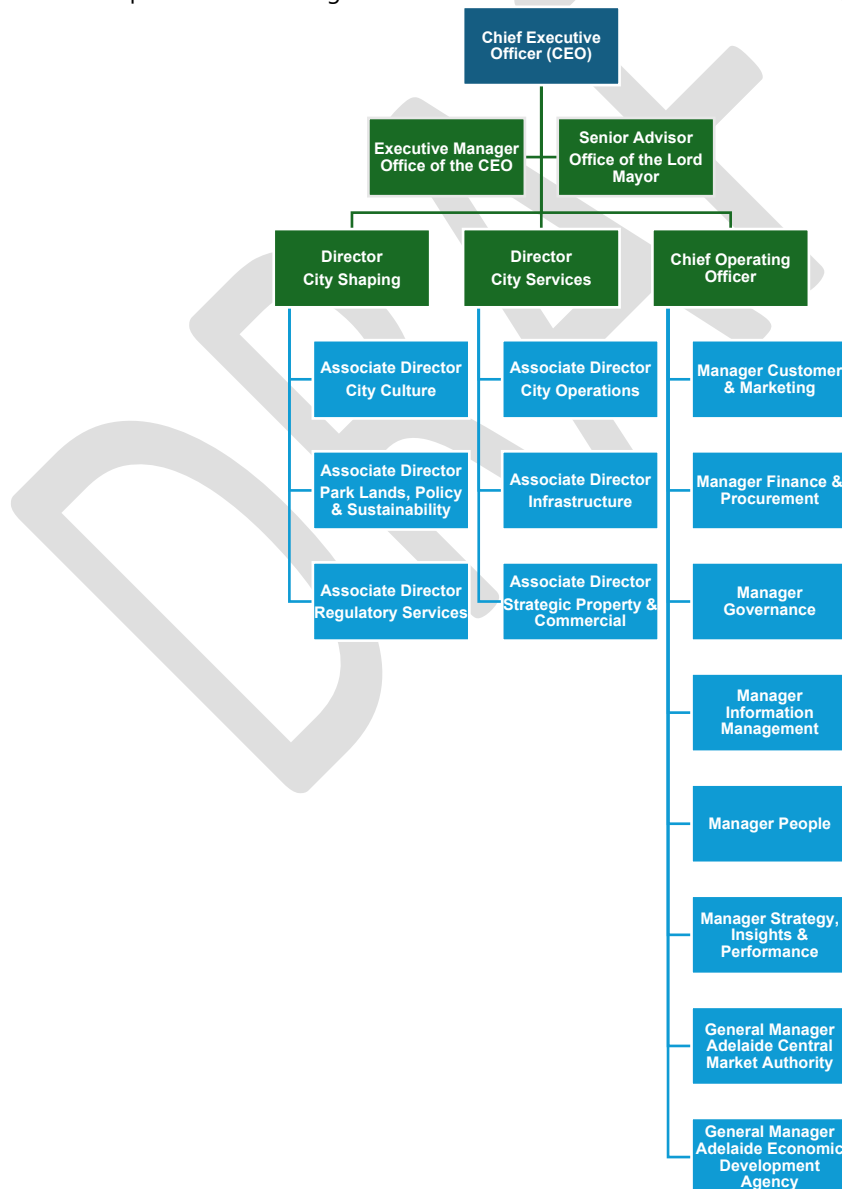 Chief Executive
Officer (CEO)
Executive Manager
Office of the CEO
Senior Advisor
Office of the Lord
Mayor
Director
City Shaping
Director
City Services
Chief Operating
Officer
Associate Director
City Culture
Associate Director
City Operations
Manager Customer
& Marketing
Associate Director
Park Lands, Policy
& Sustainability
Associate Director
Infrastructure
Manager Finance &
Procurement
Associate Director
Regulatory Services
Associate Director
Strategic Property &
Commercial
Manager
Governance
Manager
Information
Management
Manager People
Manager Strategy,
Insights &
Performance
General Manager
Adelaide Central
Market Authority
General Manager
Adelaide Economic
Development
Agency
DRAFT